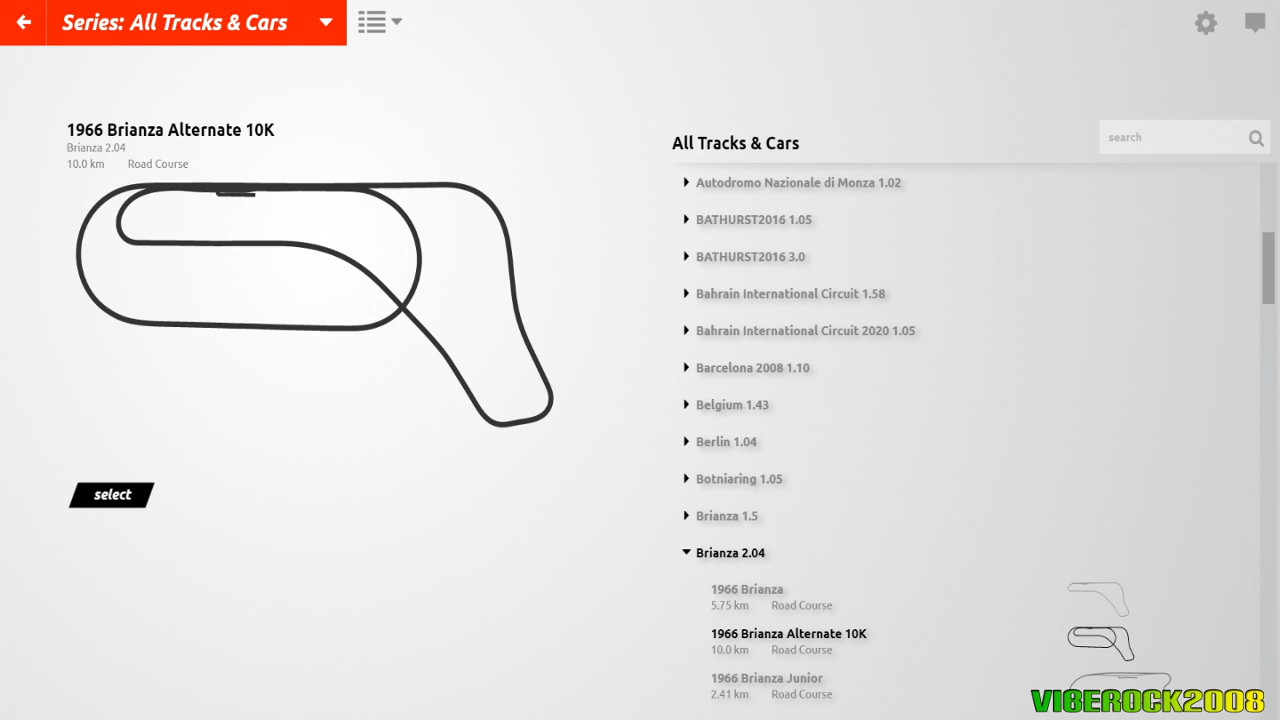 Series: All Tracks & Cars
1966 Brianza Alternate 10K
Brianza 2.04
10.0 km Road Course
select
All Tracks & Cars
search
Autodromo Nazionale di Monza 1.02
BATHURST2016 1.05
BATHURST2016 3.0
Bahrain International Circuit 1.58
Bahrain International Circuit 2020 1.05
Barcelona 2008 1.10
Belgium 1.43
Berlin 1.04
Botniaring 1.05
Brianza 1.5
Brianza 2.04
1966 Brianza
5.75 km Road Course
1966 Brianza Alternate 10K
10.0 km Road Course
1966 Brianza Junior
2.41 km Road Course
VIBEROCK2008